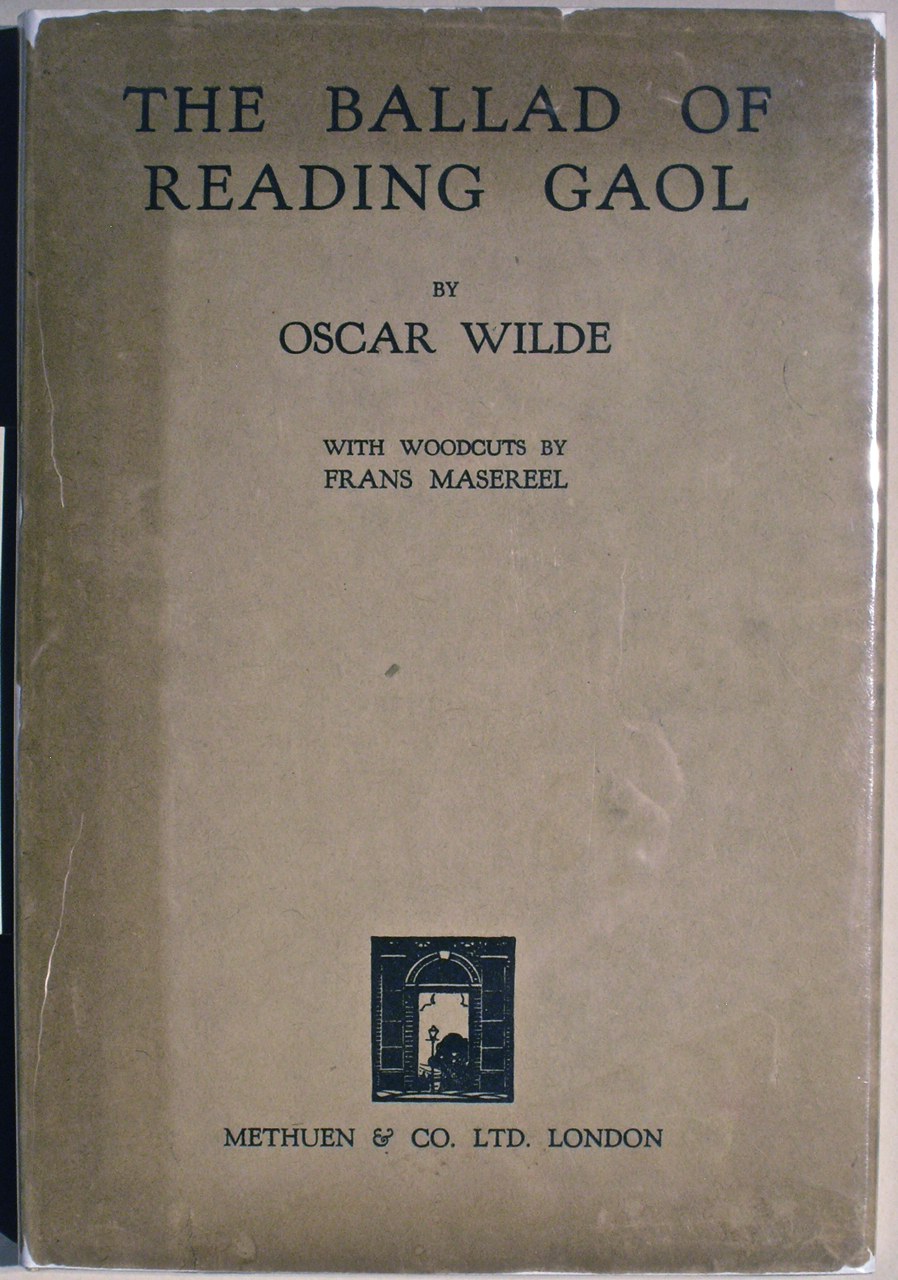 THE BALLAD OF
READING GAOL
BY
OSCAR WILDE
WITH WOODCUTS BY
FRANS MASEREEL
METHUEN & CO. LTD. LONDON